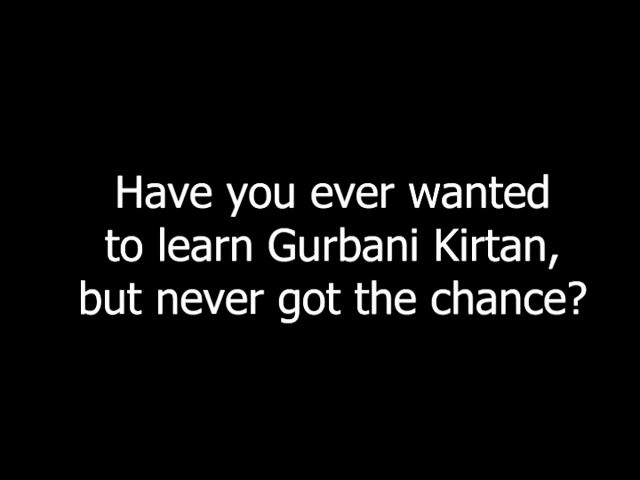 Have you ever wanted
to learn Gurbani Kirtan,
but never got the chance?